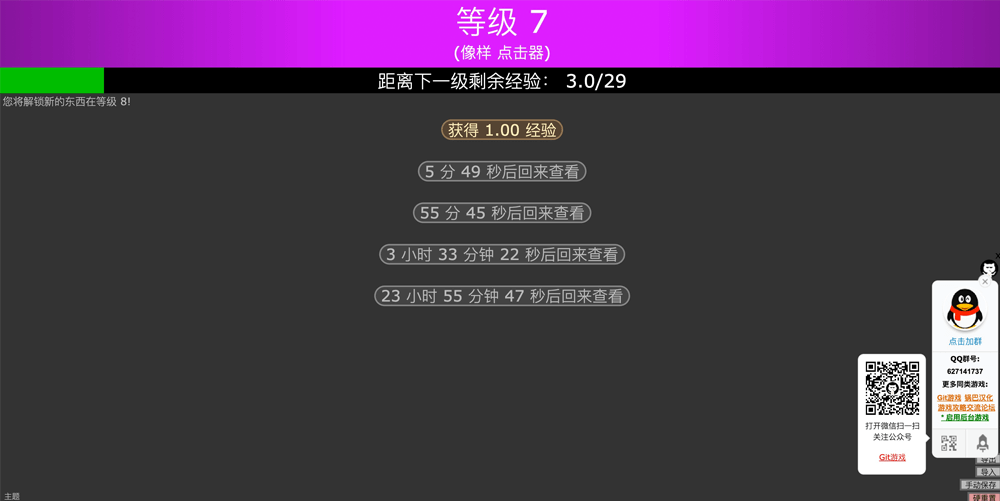 等级 7
(像样 点击器)
距离下一级剩余经验： 3.0/29
您将解锁新的东西在等级 8!
获得 1.00 经验
5 分 49 秒后回来查看
55 分 45 秒后回来查看
3 小时 33 分钟 22 秒后回来查看
23 小时 55 分钟 47 秒后回来查看
点击加群
QQ群号:
627141737
更多同类游戏:
Git游戏 锅巴汉化
游戏攻略交流论坛
* 启用后台游戏
打开微信扫一扫
关注公众号
Git游戏
导出
导入
手动保存
硬重置
主题